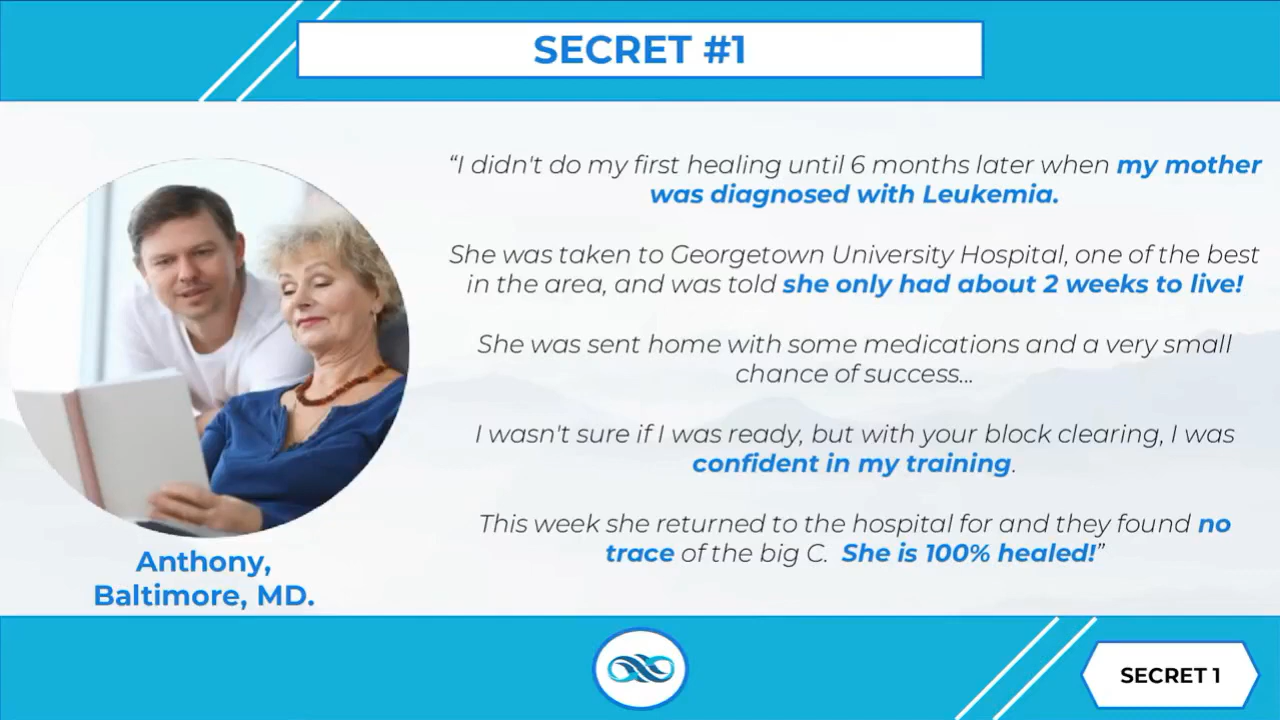 SECRET #1
“I didn't do my first healing until 6 months later when my mother
was diagnosed with Leukemia.
She was taken to Georgetown University Hospital, one of the best
in the area, and was told she only had about 2 weeks to live!
She was sent home with some medications and a very small
chance of success...
I wasn't sure if I was ready, but with your block clearing, I was
confident in my training.
This week she returned to the hospital for and they found no
trace of the big C. She is 100% healed!”
Anthony,
Baltimore, MD.
SECRET 1